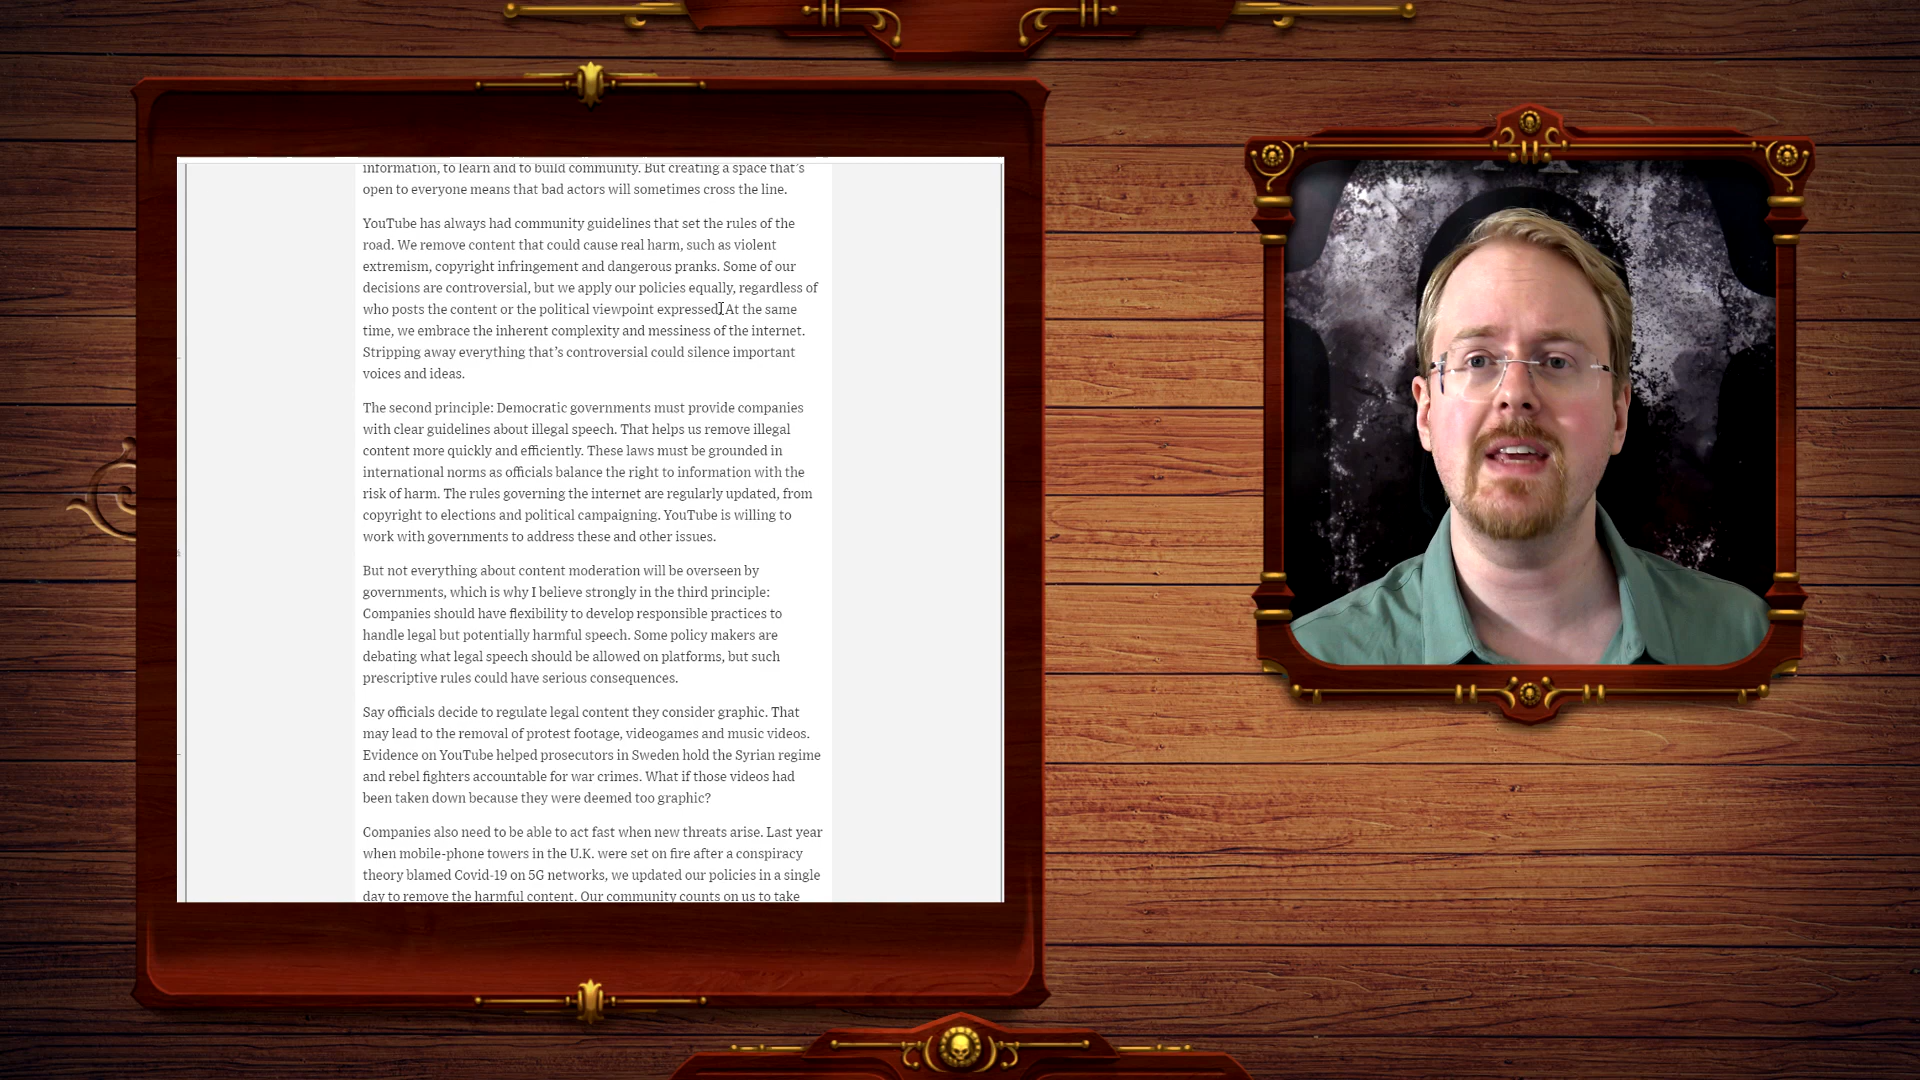 information, to learn and to build community. But creating a space that’s
open to everyone means that bad actors will sometimes cross the line.
YouTube has always had community guidelines that set the rules of the
road. We remove content that could cause real harm, such as violent
extremism, copyright infringement and dangerous pranks. Some of our
decisions are controversial, but we apply our policies equally, regardless of
who posts the content or the political viewpoint expressed. At the same
time, we embrace the inherent complexity and messiness of the internet.
Stripping away everything that’s controversial could silence important
voices and ideas.
The second principle: Democratic governments must provide companies
with clear guidelines about illegal speech. That helps us remove illegal
content more quickly and efficiently. These laws must be grounded in
international norms as officials balance the right to information with the
risk of harm. The rules governing the internet are regularly updated, from
copyright to elections and political campaigning. YouTube is willing to
work with governments to address these and other issues.
But not everything about content moderation will be overseen by
governments, which is why I believe strongly in the third principle:
Companies should have flexibility to develop responsible practices to
handle legal but potentially harmful speech. Some policy makers are
debating what legal speech should be allowed on platforms, but such
prescriptive rules could have serious consequences.
Say officials decide to regulate legal content they consider graphic. That
may lead to the removal of protest footage, videogames and music videos.
Evidence on YouTube helped prosecutors in Sweden hold the Syrian regime
and rebel fighters accountable for war crimes. What if those videos had
been taken down because they were deemed too graphic?
Companies also need to be able to act fast when new threats arise. Last year
when mobile-phone towers in the U.K. were set on fire after a conspiracy
theory blamed Covid-19 on 5G networks, we updated our policies in a single
day to remove the harmful content. Our community counts on us to take